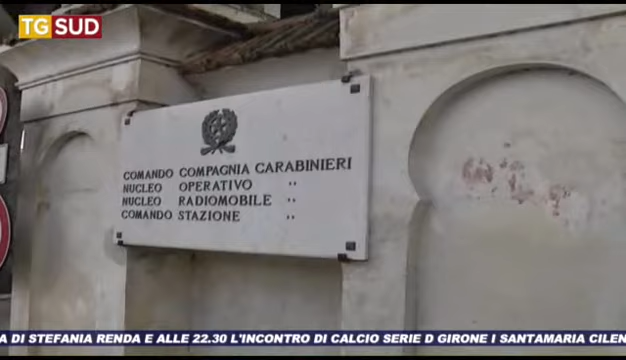 TG SUD
COMANDO COMPAGNIA CARABINIERI
NUCLEO OPERATIVO "
NUCLEO RADIOMOBILE "
COMANDO STAZIONE "
A DI STEFANIA RENDA E ALLE 22.30 L'INCONTRO DI CALCIO SERIE D GIRONE I SANTAMARIA CILEN